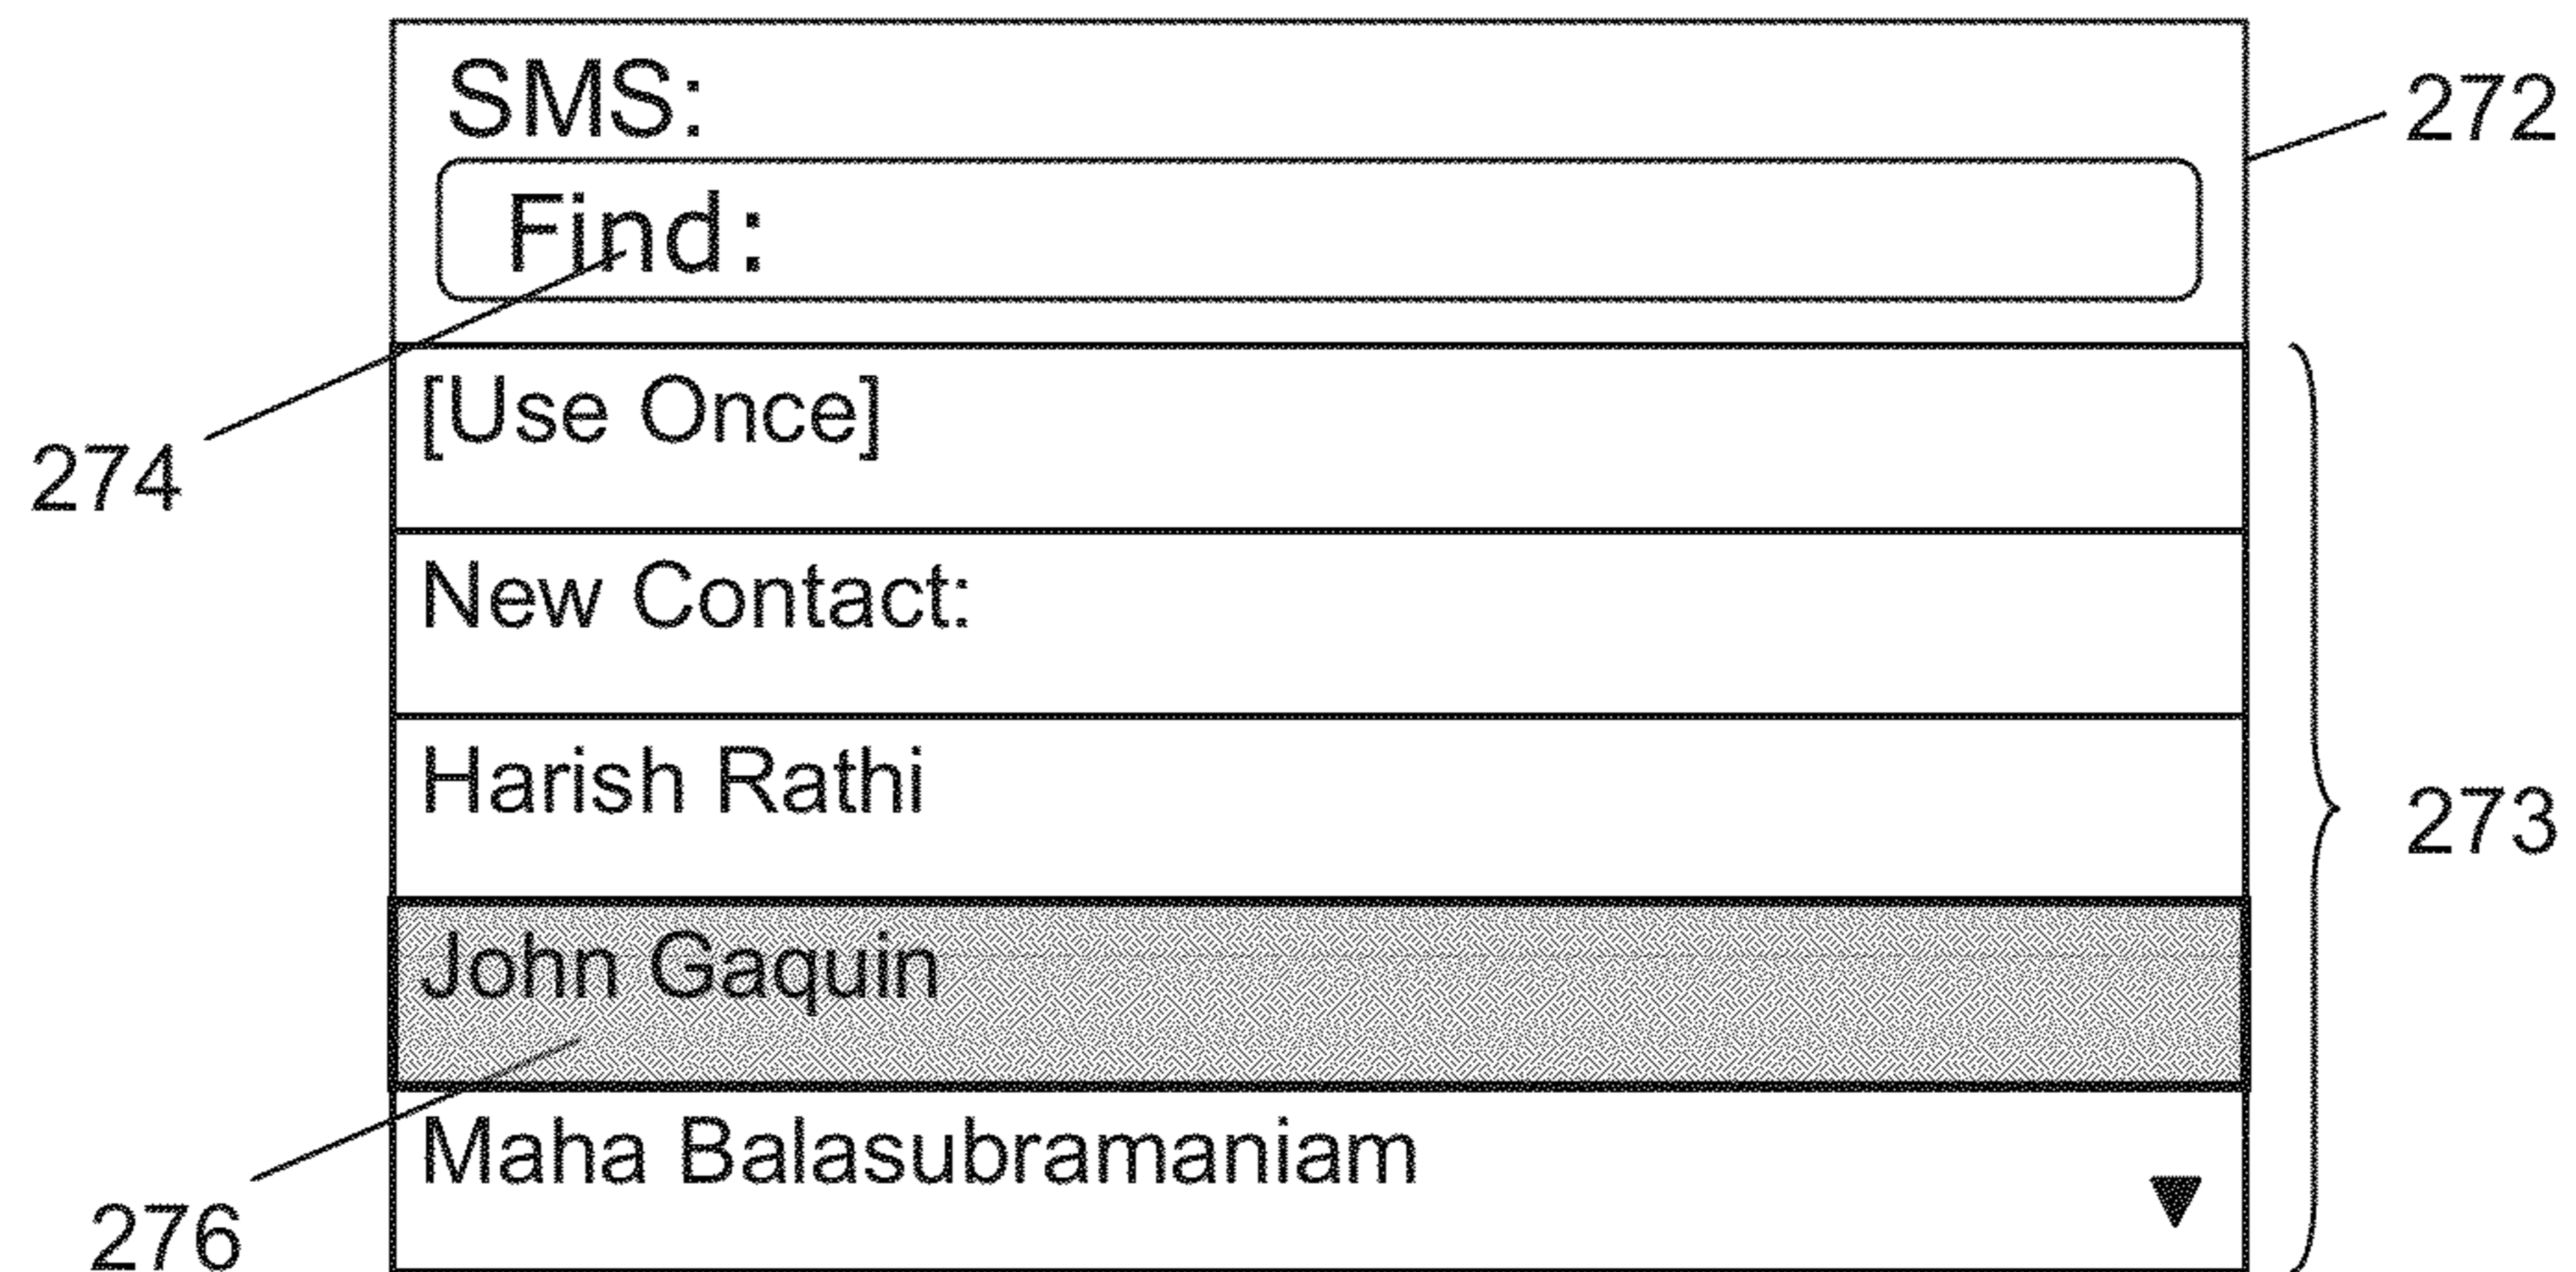 SMS:
272
Find:
[Use Once]
274
New Contact:
Harish Rathi
273
John Gaquin
Maha Balasubramaniam
276